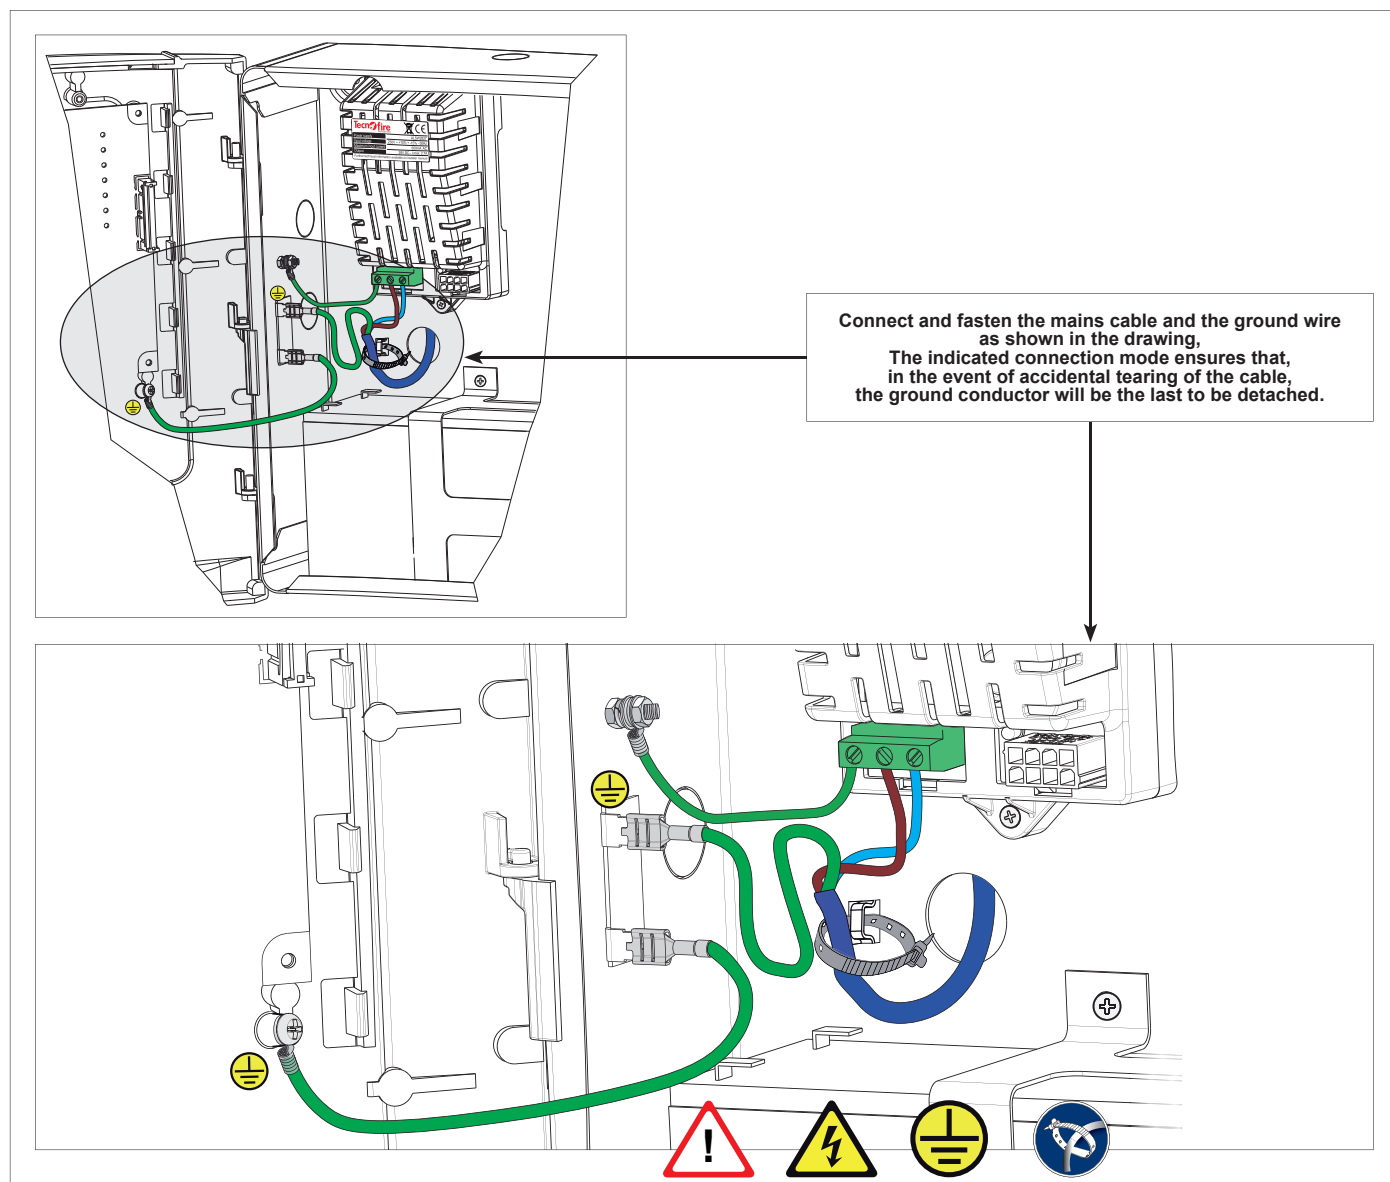 Tecnofire
CE
Connect and fasten the mains cable and the ground wire
as shown in the drawing,
The indicated connection mode ensures that,
in the event of accidental tearing of the cable,
the ground conductor will be the last to be detached.
!